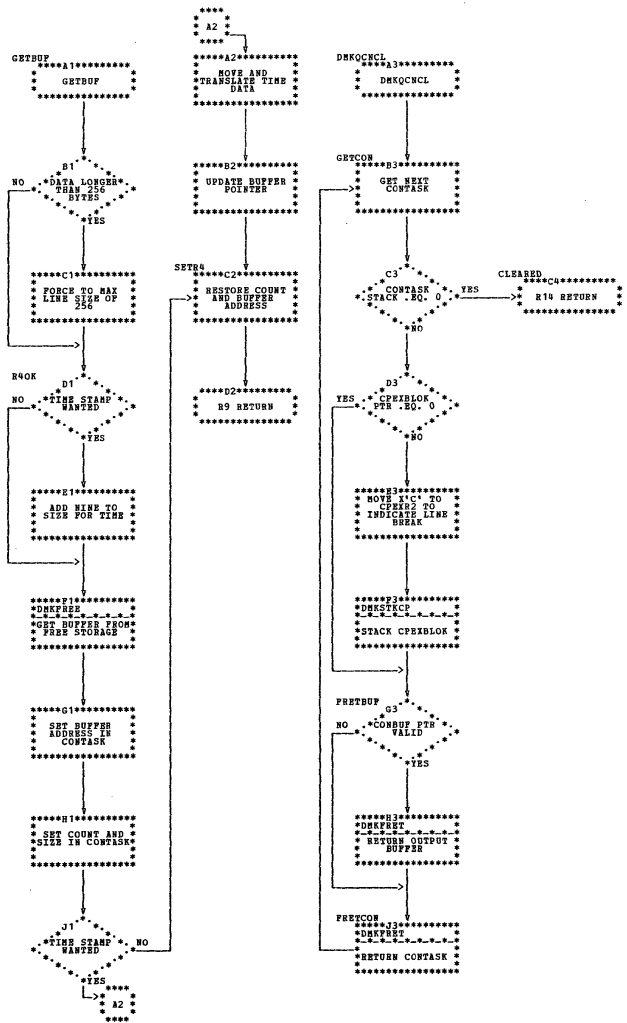 GETBUF
A1
GETBUF
B1
NO
DATA LONGER
THAN 256
BYTES
YES
C1
FORCE TO MAX
LINE SIZE OF
256
R4OK
D1
NO
TIME STAMP
WANTED
YES
E1
ADD NINE TO
SIZE FOR TIME
F1
DMKFREE
GET BUFFER FROM
FREE STORAGE
G1
SET BUFFER
ADDRESS IN
CONTASK
H1
SET COUNT AND
SIZE IN CONTASK
J1
TIME STAMP
WANTED
NO
YES
A2
A2
A2
MOVE AND
TRANSLATE TIME
DATA
B2
UPDATE BUFFER
POINTER
SETR4
C2
RESTORE COUNT
AND BUFFER
ADDRESS
D2
R9 RETURN
DMKQCNCL
A3
DMKQCNCL
GETCON
B3
GET NEXT
CONTASK
C3
CONTASK
STACK .EQ. 0
YES
NO
CLEARED
C4
R14 RETURN
D3
YES
CPEXBLOK
PTR .EQ. 0
NO
E3
MOVE X'C' TO
CPEXR2 TO
INDICATE LINE
BREAK
F3
DMKSTKCP
STACK CPEXBLOK
FRETBUF
G3
NO
CONBUF PTR
VALID
YES
H3
DMKFRET
RETURN OUTPUT
BUFFER
FRETCON
J3
DMKFRET
RETURN CONTASK